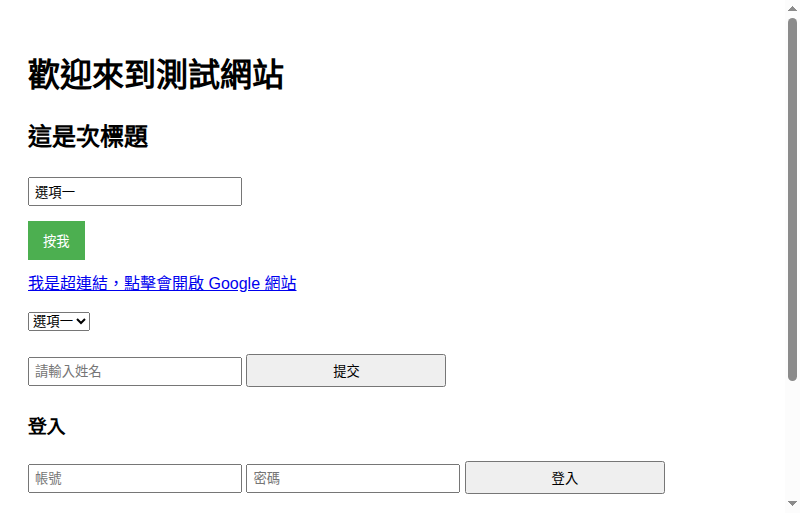 歡迎來到測試網站
這是次標題
選項一
按我
我是超連結，點擊會開啟 Google 網站
選項一
請輸入姓名 提交
登入
帳號 密碼 登入